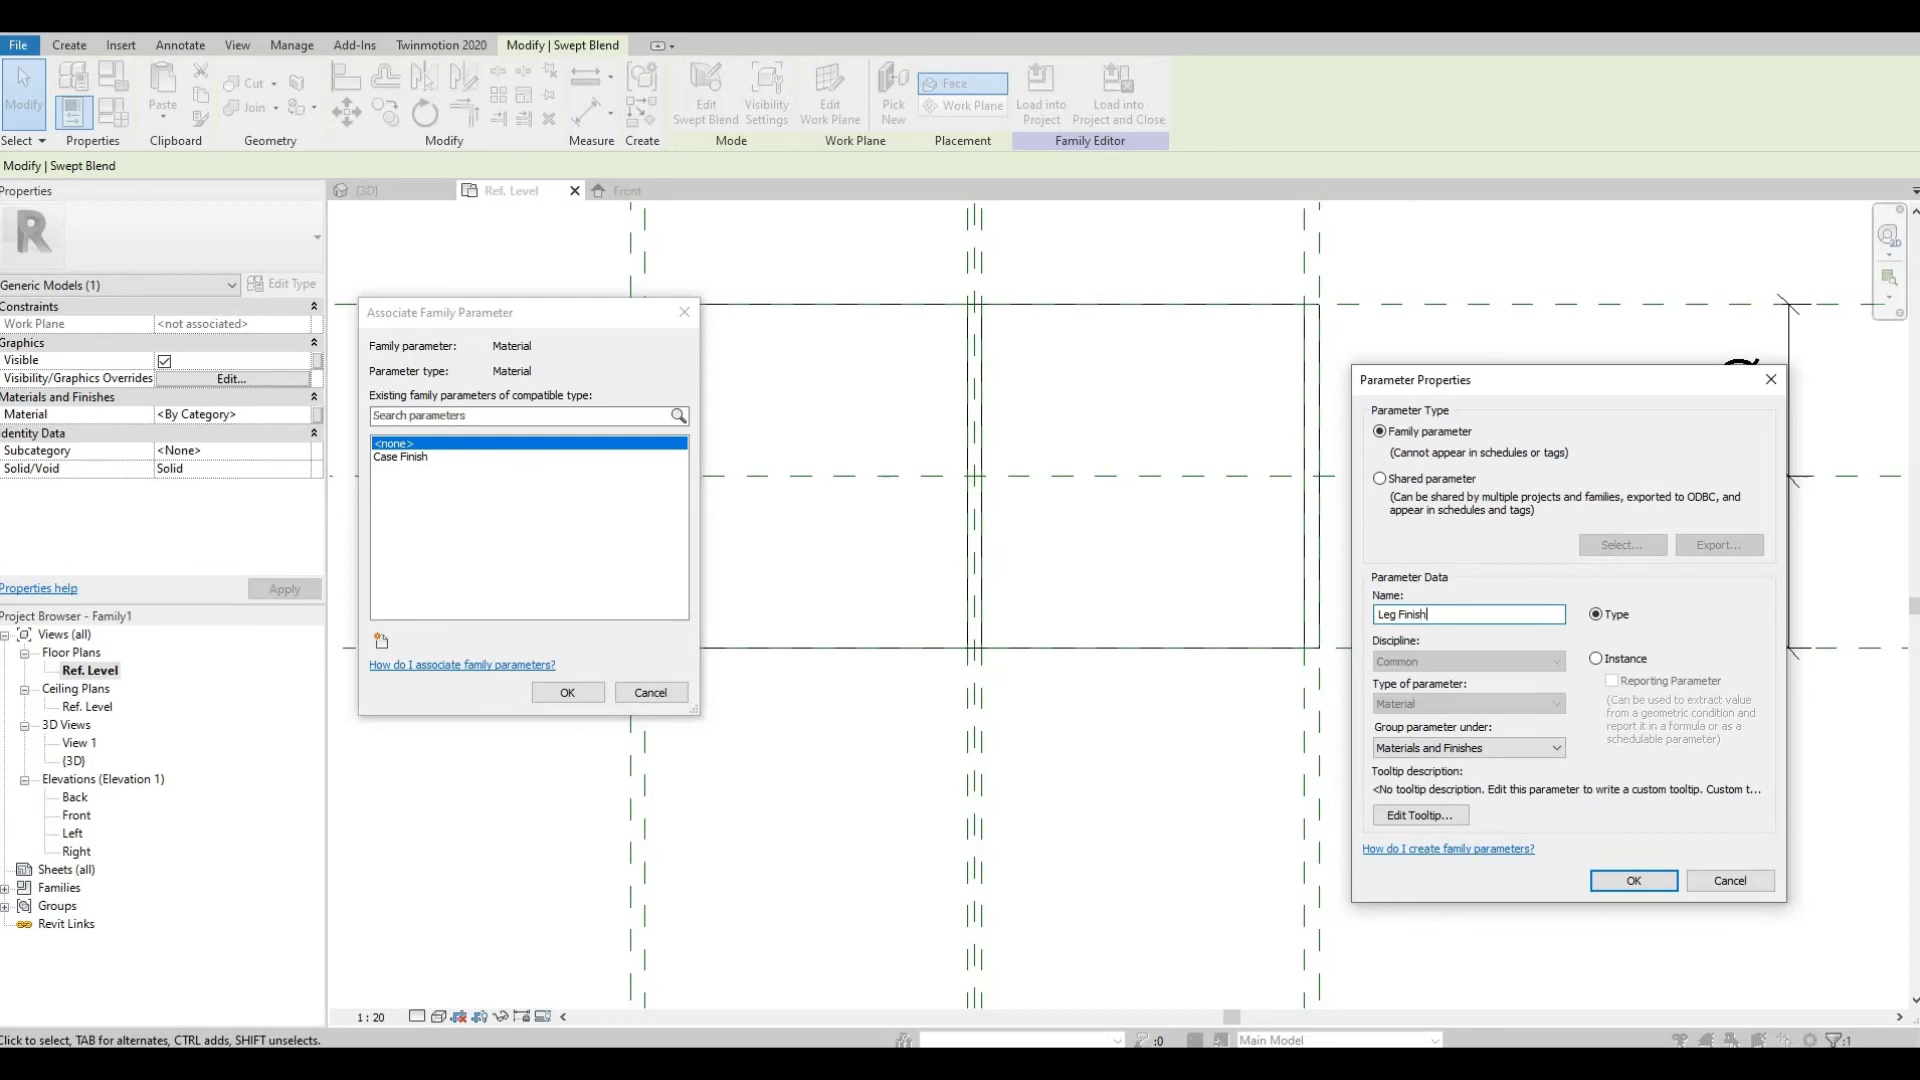 File Create Insert Annotate View Manage Add-Ins Twinmotion 2020 Modify | Swept Blend
Modify
Paste
Cut
Join
Edit Swept Blend
Visibility Settings
Edit Work Plane
Pick New
Face
Work Plane
Load into Project
Load into Project and Close
Select Properties Clipboard Geometry Modify Measure Create Mode Work Plane Placement Family Editor
Modify | Swept Blend
Properties
{3D}
Ref. Level
Front
R
Generic Models (1)
Edit Type
Constraints
Work Plane <not associated>
Graphics
Visible
Visibility/Graphics Overrides Edit...
Materials and Finishes
Material <By Category>
Identity Data
Subcategory <None>
Solid/Void Solid
Properties help
Apply
Project Browser - Family1
Views (all)
Floor Plans
Ref. Level
Ceiling Plans
Ref. Level
3D Views
View 1
{3D}
Elevations (Elevation 1)
Back
Front
Left
Right
Sheets (all)
Families
Groups
Revit Links
Associate Family Parameter
Family parameter: Material
Parameter type: Material
Existing family parameters of compatible type:
Search parameters
<none>
Case Finish
How do I associate family parameters?
OK
Cancel
Parameter Properties
Parameter Type
Family parameter
(Cannot appear in schedules or tags)
Shared parameter
(Can be shared by multiple projects and families, exported to ODBC, and
appear in schedules and tags)
Select...
Export...
Parameter Data
Name:
Leg Finish
Type
Discipline:
Common
Instance
Reporting Parameter
(Can be used to extract value
from a geometric condition and
report it in a formula or as a
schedulable parameter)
Type of parameter:
Material
Group parameter under:
Materials and Finishes
Tooltip description:
<No tooltip description. Edit this parameter to write a custom tooltip. Custom t...
Edit Tooltip...
How do I create family parameters?
OK
Cancel
2D
1 : 20
Click to select, TAB for alternates, CTRL adds, SHIFT unselects.
:0
Main Model
:1